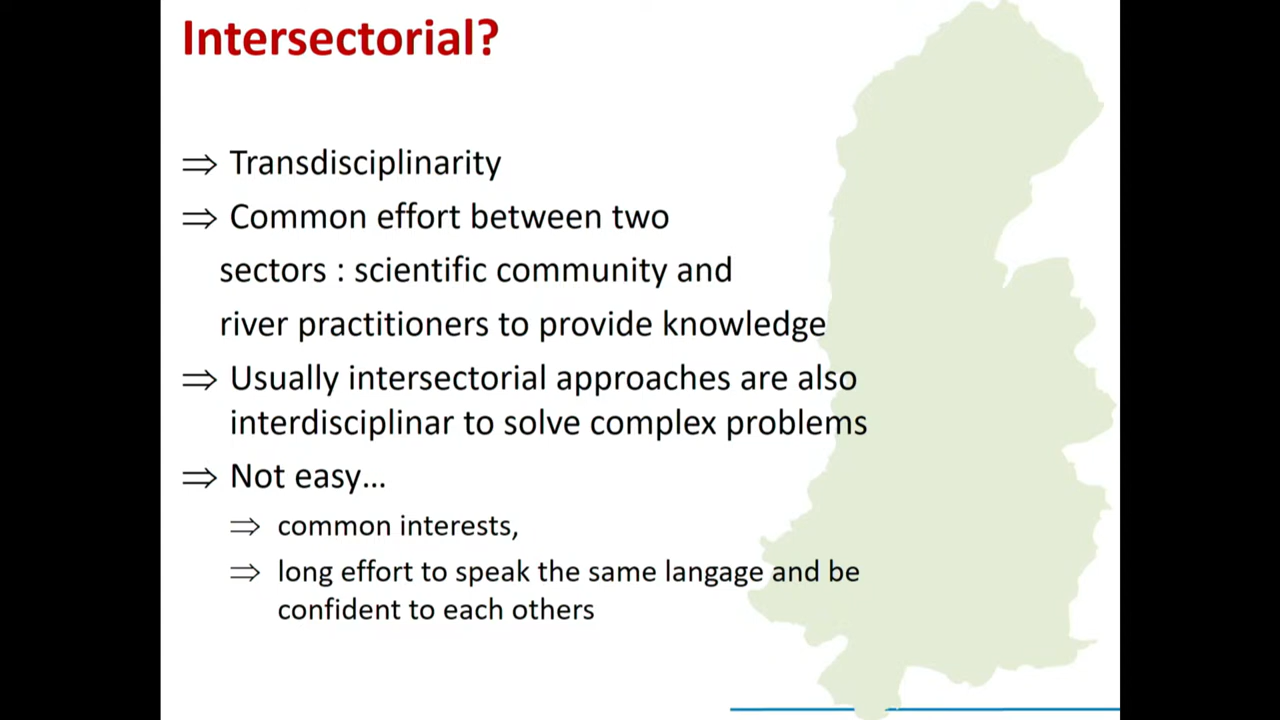 Intersectorial?
⇒ Transdisciplinarity
⇒ Common effort between two
sectors : scientific community and
river practitioners to provide knowledge
⇒ Usually intersectorial approaches are also
interdisciplinar to solve complex problems
⇒ Not easy…
⇒ common interests,
⇒ long effort to speak the same langage and be
confident to each others